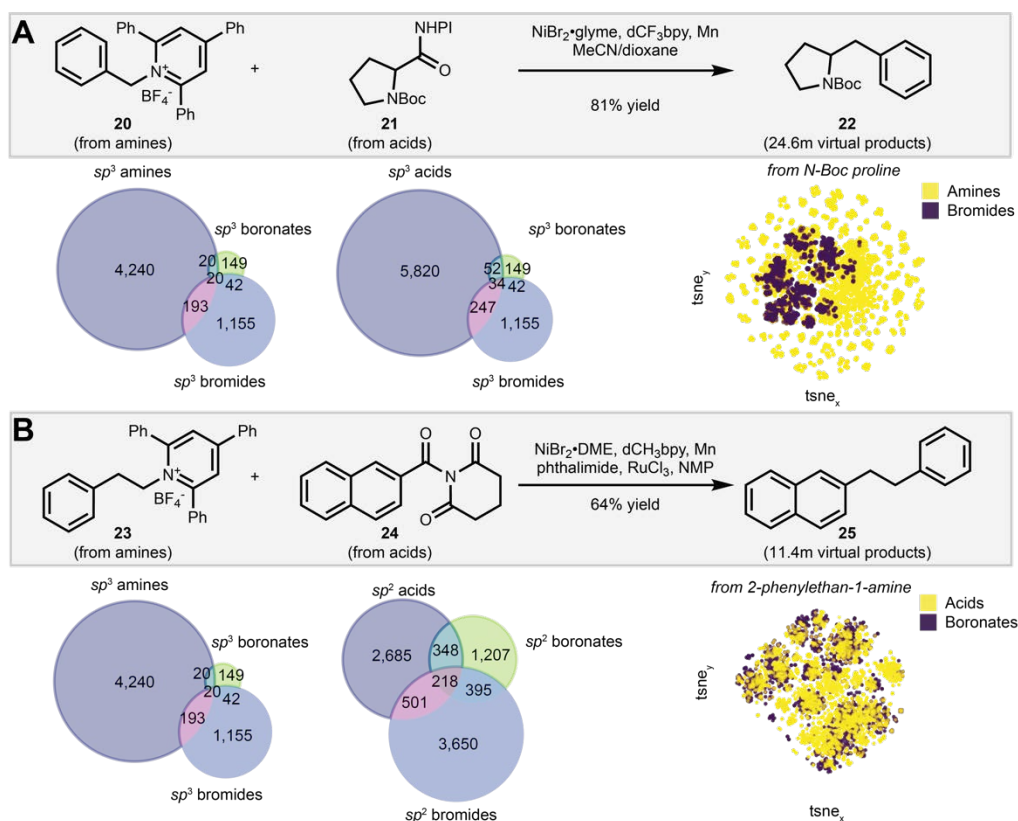 A
Ph
Ph
N+
BF4-
Ph
20
(from amines)
+
NHPI
O
N
Boc
21
(from acids)
NiBr2•glyme, dCF3bpy, Mn
MeCN/dioxane
81% yield
N
Boc
22
(24.6m virtual products)
sp3 amines
sp3 boronates
4,240
20
149
20
42
193
1,155
sp3 bromides
sp3 acids
sp3 boronates
5,820
52
149
34
42
247
1,155
sp3 bromides
from N-Boc proline
Amines
Bromides
tsney
tsnex
B
Ph
Ph
N+
BF4-
Ph
23
(from amines)
+
O
O
N
O
24
(from acids)
NiBr2•DME, dCH3bpy, Mn
phthalimide, RuCl3, NMP
64% yield
25
(11.4m virtual products)
sp3 amines
sp3 boronates
4,240
20
149
20
42
193
1,155
sp3 bromides
sp2 acids
sp2 boronates
2,685
348
1,207
218
501
395
3,650
sp2 bromides
from 2-phenylethan-1-amine
Acids
Boronates
tsney
tsnex